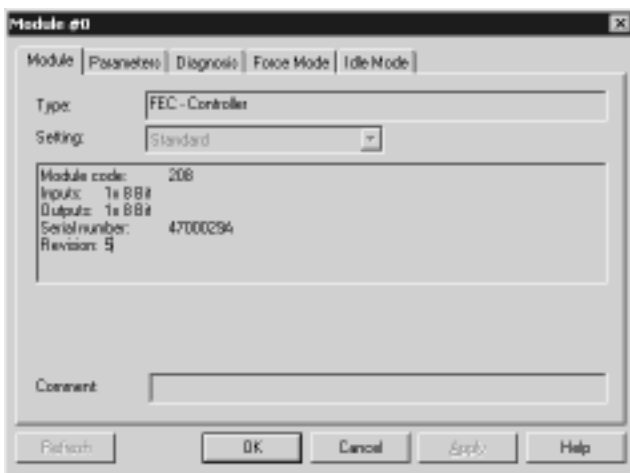 Module #0
Module Parameters Diagnosis Force Mode Idle Mode
Type: FEC - Controller
Setting: Standard
Module code: 208
Inputs: 1x 8 Bit
Outputs: 1x 8 Bit
Serial number: 4700029A
Revision: 5
Comment
Refresh OK Cancel Apply Help